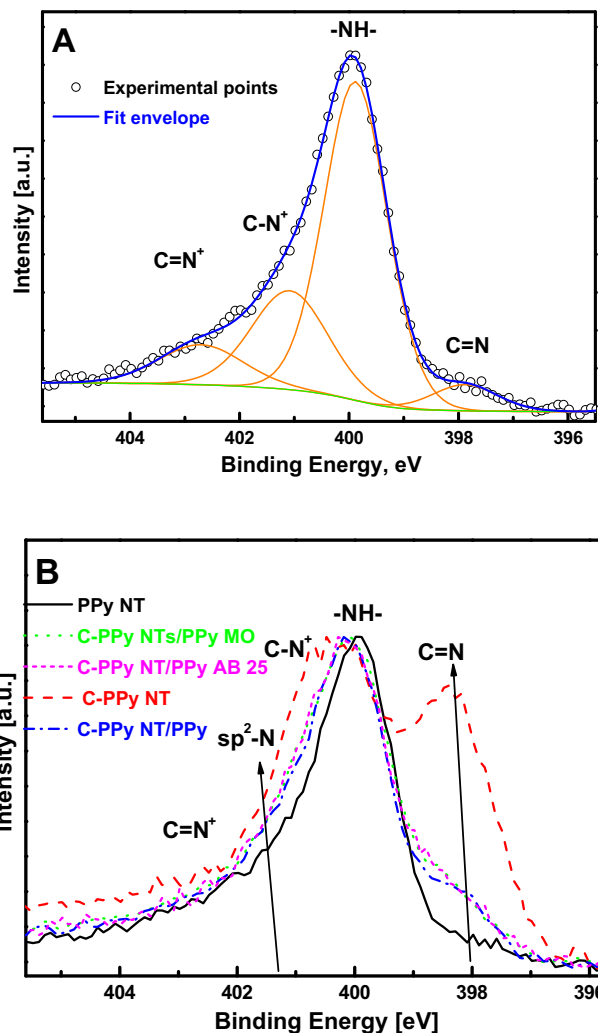 A
-NH-
Experimental points
Fit envelope
C-N⁺
C=N⁺
C=N
Intensity [a.u.]
404 402 400 398 396
Binding Energy, eV
B
PPy NT
C-PPy NTs/PPy MO
C-PPy NT/PPy AB 25
C-PPy NT
C-PPy NT/PPy
-NH-
C-N⁺
C=N
sp²-N
C=N⁺
Intensity [a.u.]
404 402 400 398 396
Binding Energy [eV]